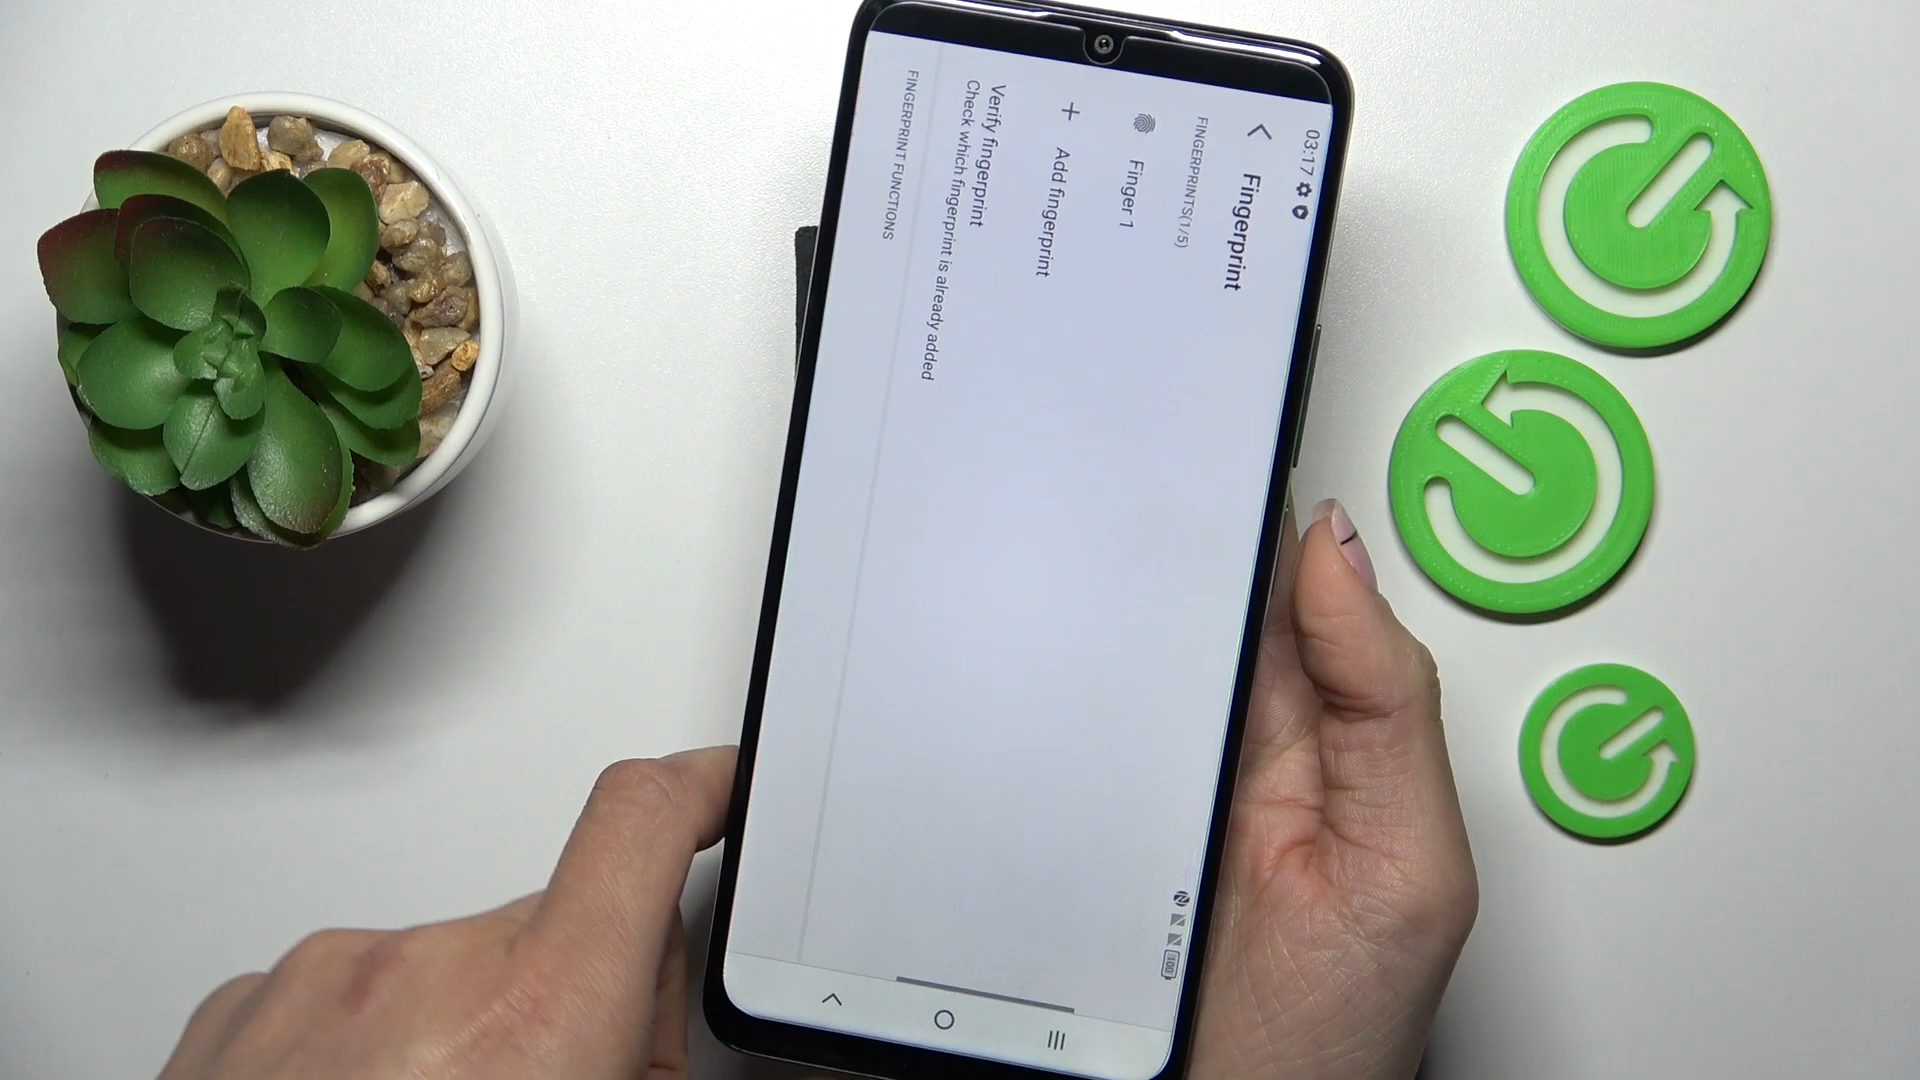 03:17
100
Fingerprint
FINGERPRINTS(1/5)
Finger 1
Add fingerprint
Verify fingerprint
Check which fingerprint is already added
FINGERPRINT FUNCTIONS